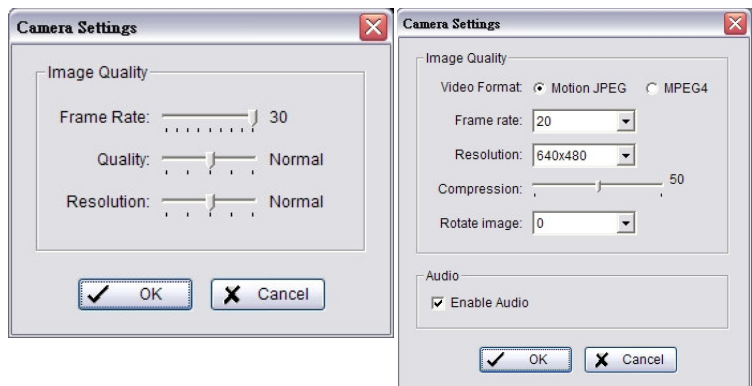 Camera Settings
Image Quality
Frame Rate: 30
Quality: Normal
Resolution: Normal
OK Cancel
Camera Settings
Image Quality
Video Format: Motion JPEG MPEG4
Frame rate: 20
Resolution: 640x480
Compression: 50
Rotate image: 0
Audio
Enable Audio
OK Cancel